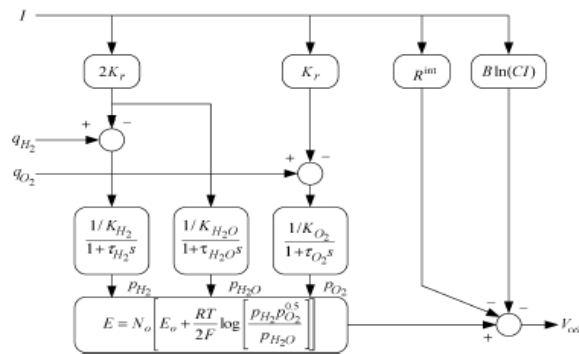 I
2K_r
K_r
R^int
B ln(CI)
+ −
q_H2
+ −
q_O2
1/K_H2
1+τ_H2 s
1/K_H2O
1+τ_H2O s
1/K_O2
1+τ_O2 s
p_H2
p_H2O
p_O2
E = N_o [ E_o + RT/2F log [ p_H2 p_O2^0.5 / p_H2O ] ]
− −
+
V_cel